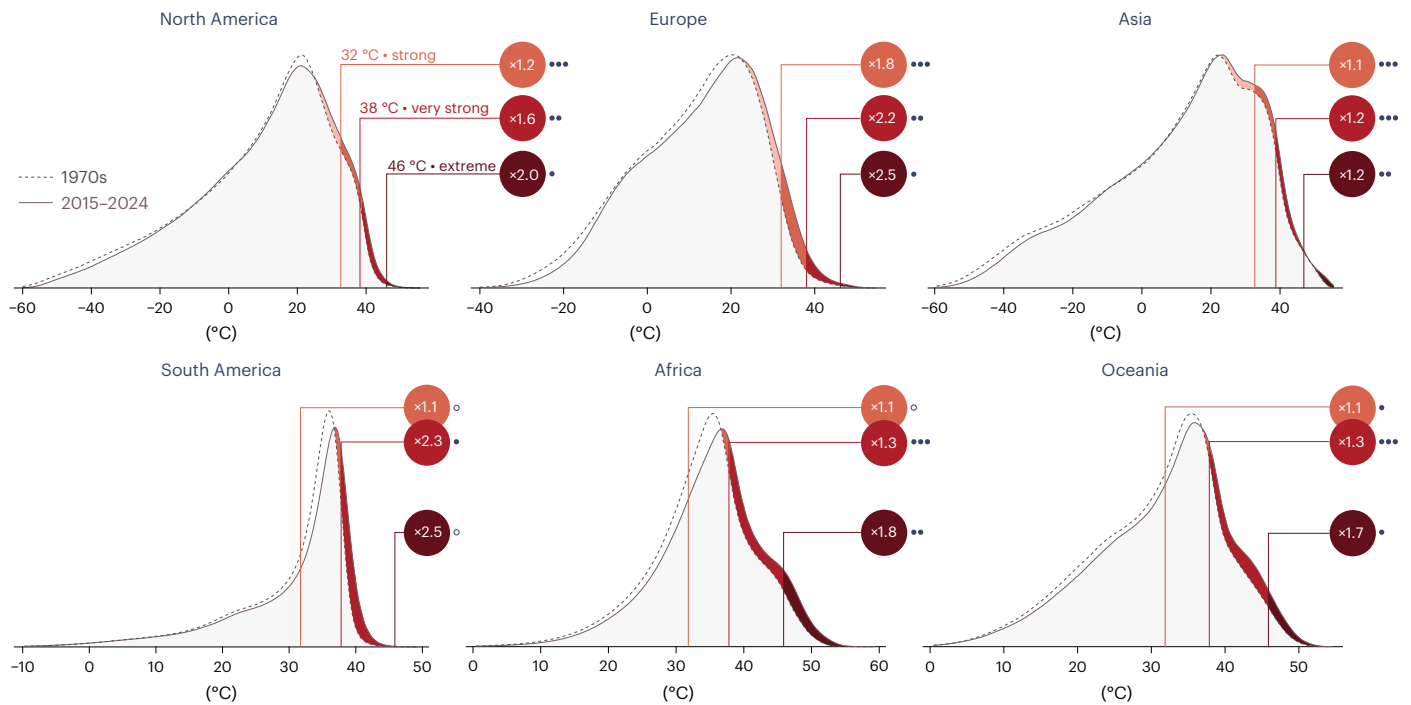 North America
Europe
Asia
32 °C • strong
×1.2
×1.8
×1.1
38 °C • very strong
×1.6
×2.2
×1.2
46 °C • extreme
×2.0
×2.5
×1.2
1970s
2015–2024
−60 −40 −20 0 20 40
−40 −20 0 20 40
−60 −40 −20 0 20 40
(°C)
(°C)
(°C)
South America
Africa
Oceania
×1.1
×1.1
×1.1
×2.3
×1.3
×1.3
×2.5
×1.8
×1.7
−10 0 10 20 30 40 50
0 10 20 30 40 50 60
0 10 20 30 40 50
(°C)
(°C)
(°C)